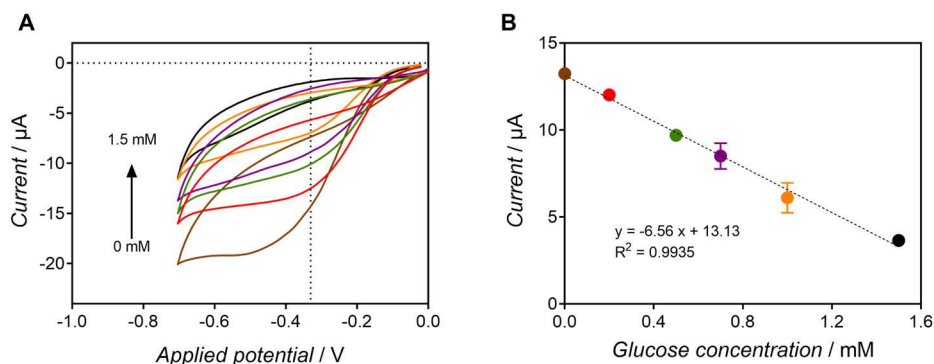 A
0
-5
-10
-15
-20
Current / µA
1.5 mM
0 mM
-1.0
-0.8
-0.6
-0.4
-0.2
0.0
Applied potential / V
B
15
10
5
0
Current / µA
y = -6.56 x + 13.13
R² = 0.9935
0.0
0.4
0.8
1.2
1.6
Glucose concentration / mM